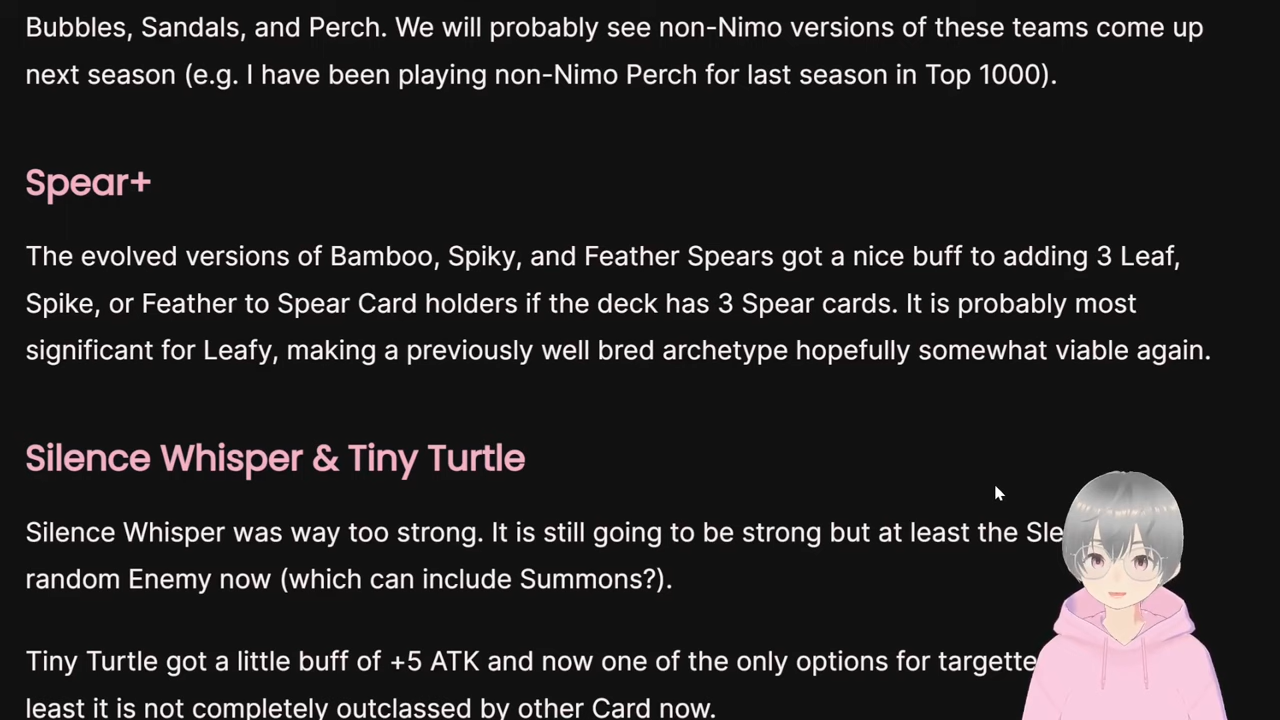 Bubbles, Sandals, and Perch. We will probably see non-Nimo versions of these teams come up
next season (e.g. I have been playing non-Nimo Perch for last season in Top 1000).
Spear+
The evolved versions of Bamboo, Spiky, and Feather Spears got a nice buff to adding 3 Leaf,
Spike, or Feather to Spear Card holders if the deck has 3 Spear cards. It is probably most
significant for Leafy, making a previously well bred archetype hopefully somewhat viable again.
Silence Whisper & Tiny Turtle
Silence Whisper was way too strong. It is still going to be strong but at least the
random Enemy now (which can include Summons?).
Tiny Turtle got a little buff of +5 ATK and now one of the only options for
least it is not completely outclassed by other Card now.